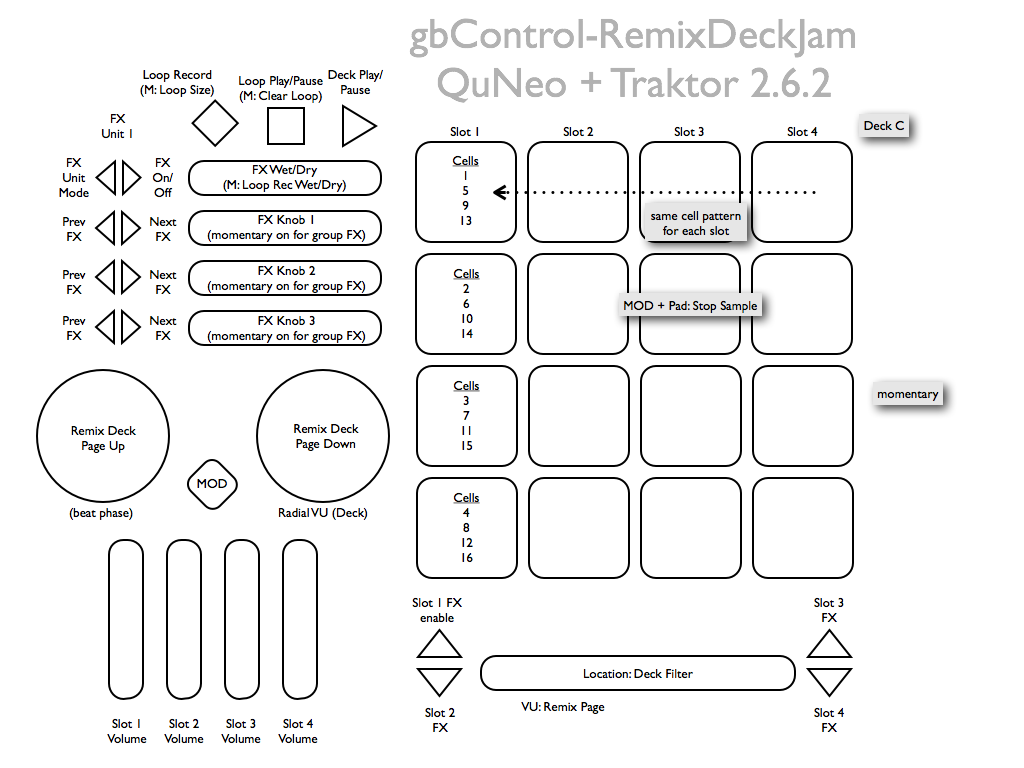 gbControl-RemixDeckJam
QuNeo + Traktor 2.6.2
Loop Record
(M: Loop Size)
Loop Play/Pause
(M: Clear Loop)
Deck Play/
Pause
FX
Unit 1
FX
Unit
Mode
FX
On/
Off
FX Wet/Dry
(M: Loop Rec Wet/Dry)
Prev
FX
Next
FX
FX Knob 1
(momentary on for group FX)
Prev
FX
Next
FX
FX Knob 2
(momentary on for group FX)
Prev
FX
Next
FX
FX Knob 3
(momentary on for group FX)
Remix Deck
Page Up
(beat phase)
MOD
Remix Deck
Page Down
Radial VU (Deck)
Slot 1
Volume
Slot 2
Volume
Slot 3
Volume
Slot 4
Volume
Slot 1
Slot 2
Slot 3
Slot 4
Deck C
Cells
1
5
9
13
same cell pattern
for each slot
Cells
2
6
10
14
MOD + Pad: Stop Sample
Cells
3
7
11
15
momentary
Cells
4
8
12
16
Slot 1 FX
enable
Slot 2
FX
Location: Deck Filter
VU: Remix Page
Slot 3
FX
Slot 4
FX